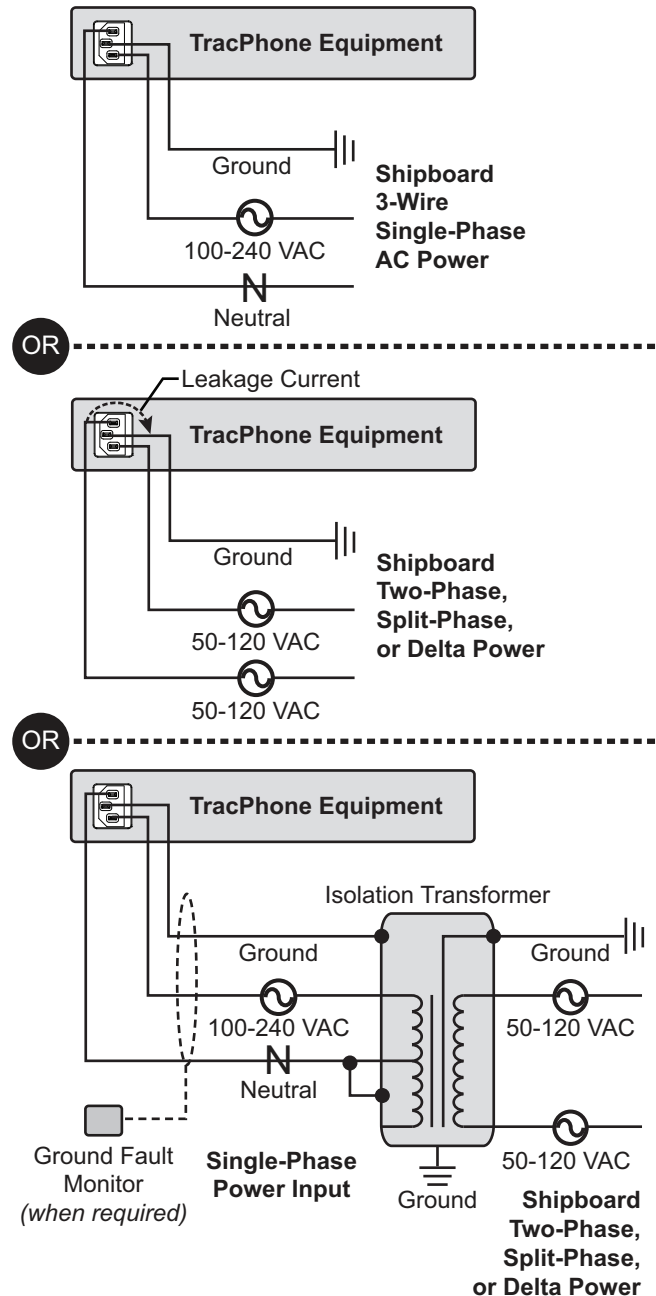 TracPhone Equipment
Ground
Shipboard
3-Wire
Single-Phase
AC Power
100-240 VAC
N
Neutral
OR
Leakage Current
TracPhone Equipment
Ground
Shipboard
Two-Phase,
Split-Phase,
or Delta Power
50-120 VAC
50-120 VAC
OR
TracPhone Equipment
Isolation Transformer
Ground
Ground
100-240 VAC
50-120 VAC
N
Neutral
Ground Fault
Monitor
(when required)
Single-Phase
Power Input
Ground
50-120 VAC
Shipboard
Two-Phase,
Split-Phase,
or Delta Power